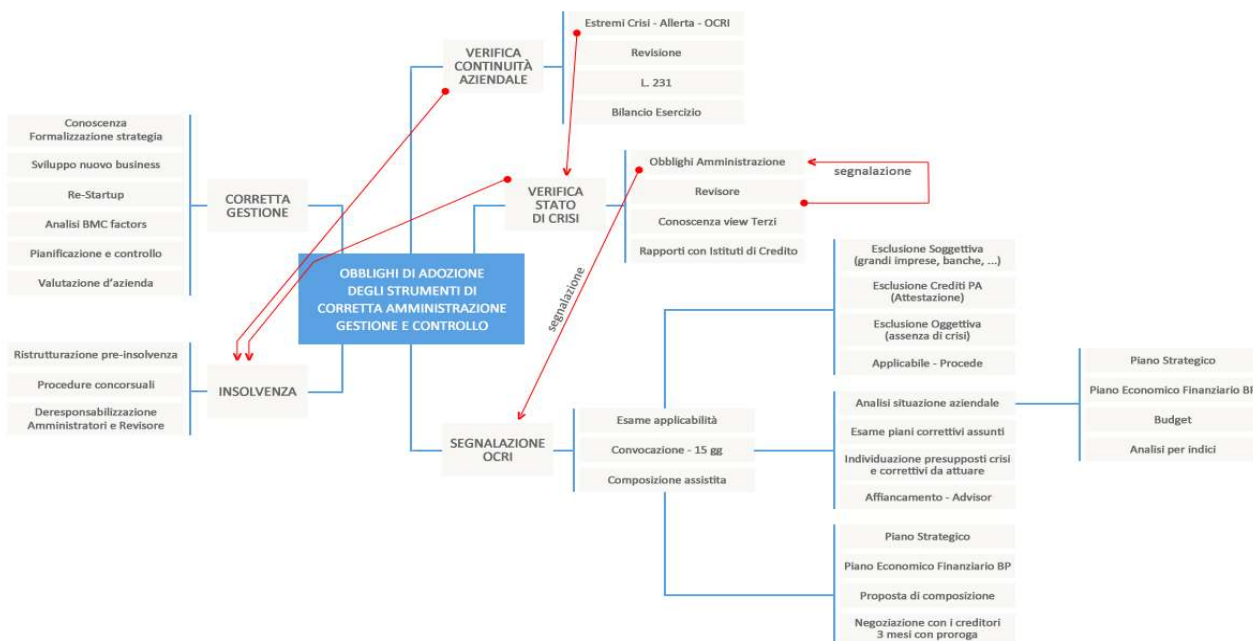 VERIFICA
CONTINUITÀ
AZIENDALE
Estremi Crisi - Allerta - OCRI
Revisione
L. 231
Bilancio Esercizio
Conoscenza
Formalizzazione strategia
Sviluppo nuovo business
Re-Startup
Analisi BMC factors
Pianificazione e controllo
Valutazione d'azienda
CORRETTA
GESTIONE
VERIFICA
STATO
DI CRISI
Obblighi Amministrazione
Revisore
Conoscenza view Terzi
Rapporti con Istituti di Credito
segnalazione
OBBLIGHI DI ADOZIONE
DEGLI STRUMENTI DI
CORRETTA AMMINISTRAZIONE
GESTIONE E CONTROLLO
segnalazione
Ristrutturazione pre-insolvenza
Procedure concorsuali
Deresponsabilizzazione
Amministratori e Revisore
INSOLVENZA
SEGNALAZIONE
OCRI
Esame applicabilità
Convocazione - 15 gg
Composizione assistita
Esclusione Soggettiva
(grandi imprese, banche, ...)
Esclusione Crediti PA
(Attestazione)
Esclusione Oggettiva
(assenza di crisi)
Applicabile - Procede
Analisi situazione aziendale
Esame piani correttivi assunti
Individuazione presupposti crisi
e correttivi da attuare
Affiancamento - Advisor
Piano Strategico
Piano Economico Finanziario BP
Budget
Analisi per indici
Piano Strategico
Piano Economico Finanziario BP
Proposta di composizione
Negoziazione con i creditori
3 mesi con proroga